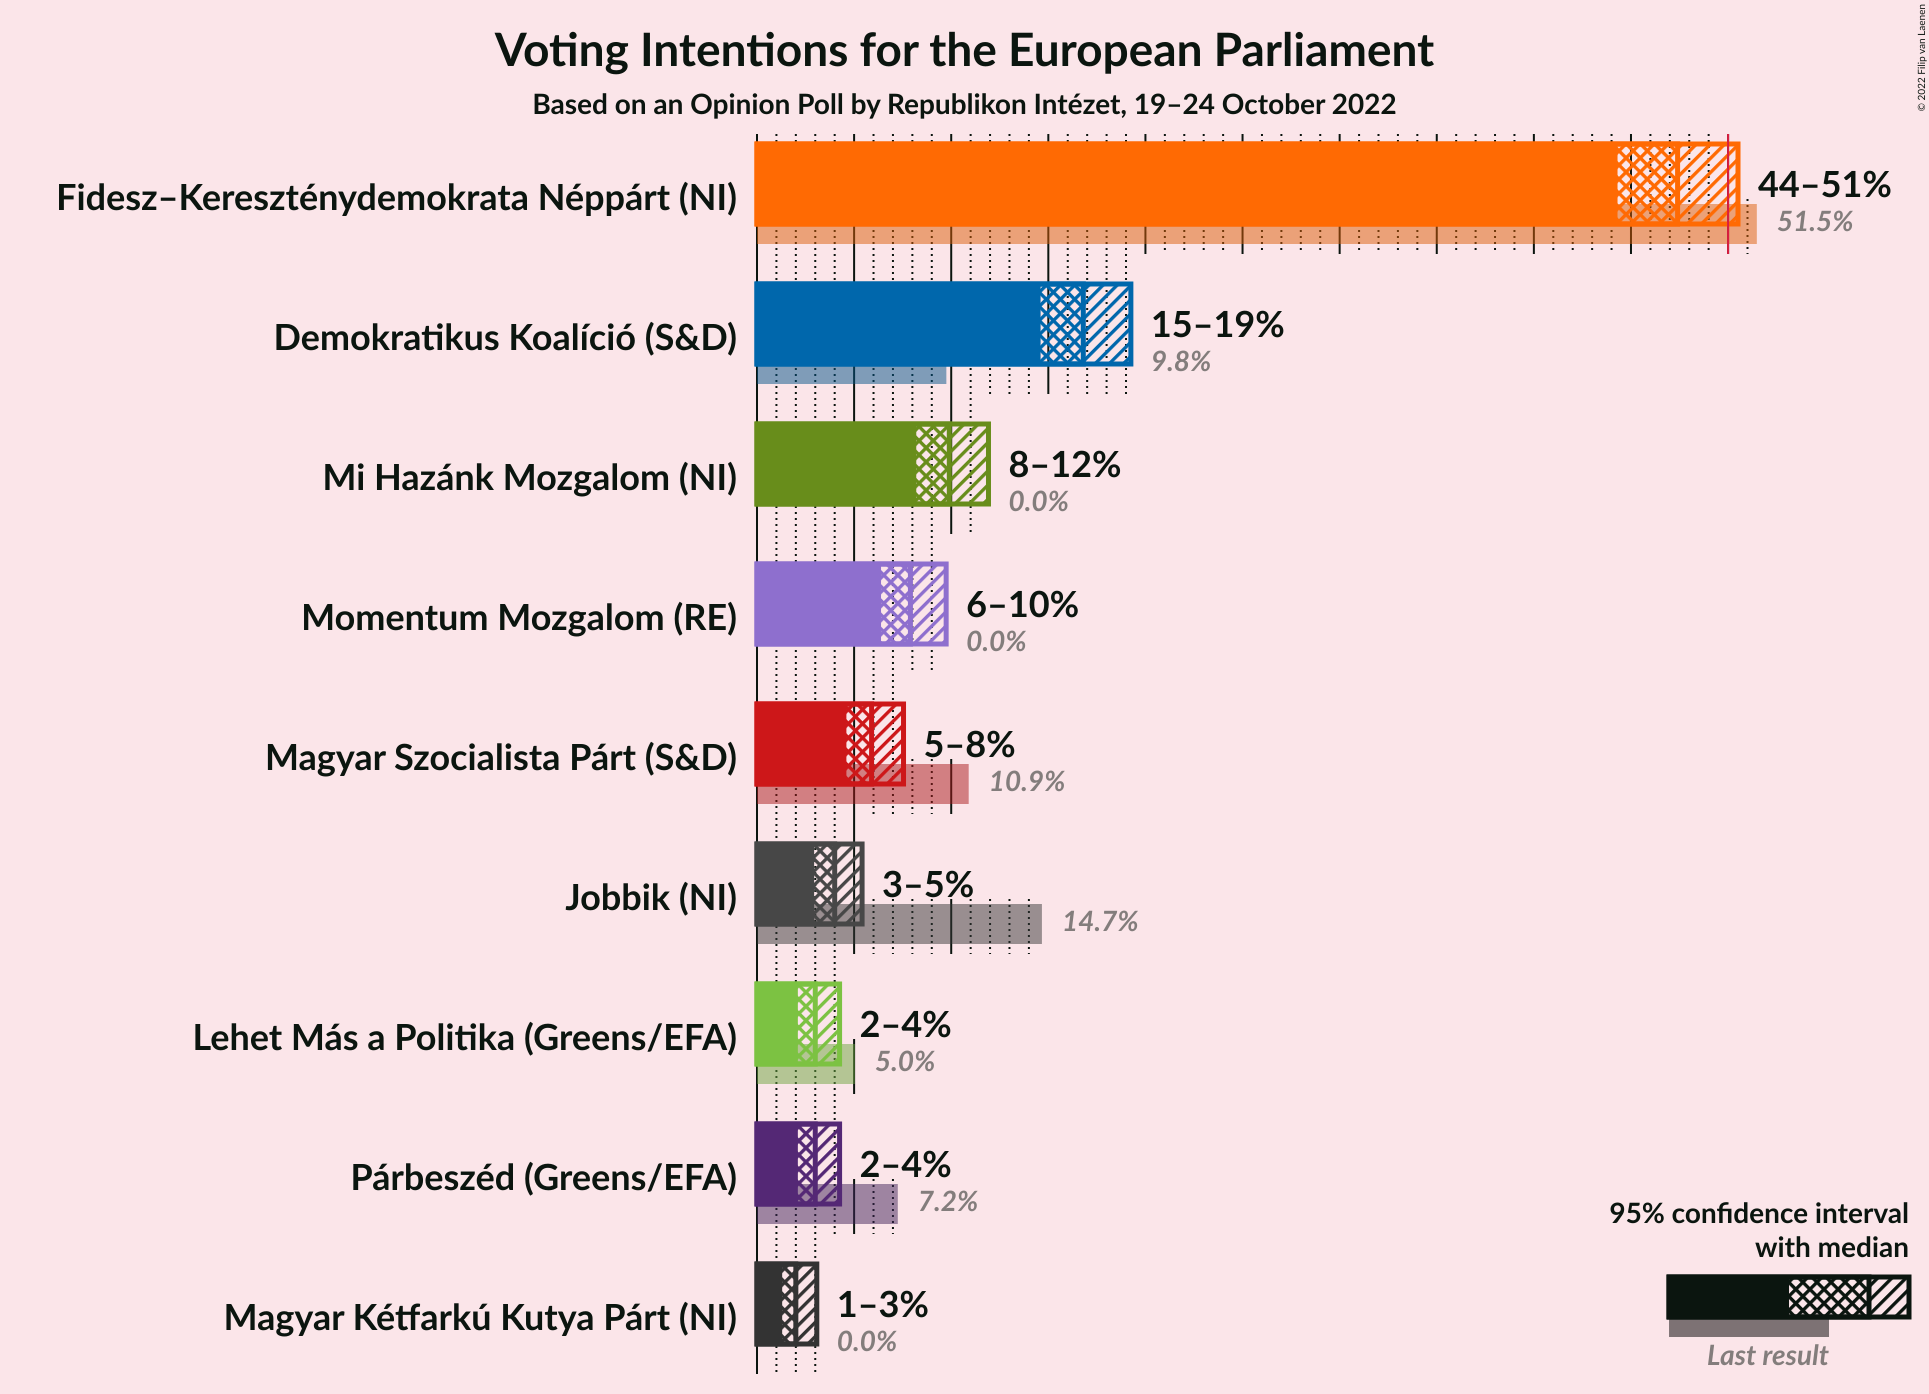 Voting Intentions for the European Parliament
Based on an Opinion Poll by Republikon Intézet, 19–24 October 2022
© 2022 Filip van Laenen
Fidesz–Kereszténydemokrata Néppárt (NI)
44–51%
51.5%
Demokratikus Koalíció (S&D)
15–19%
9.8%
Mi Hazánk Mozgalom (NI)
8–12%
0.0%
Momentum Mozgalom (RE)
6–10%
0.0%
Magyar Szocialista Párt (S&D)
5–8%
10.9%
Jobbik (NI)
3–5%
14.7%
Lehet Más a Politika (Greens/EFA)
2–4%
5.0%
Párbeszéd (Greens/EFA)
2–4%
7.2%
Magyar Kétfarkú Kutya Párt (NI)
1–3%
0.0%
95% confidence interval
with median
Last result